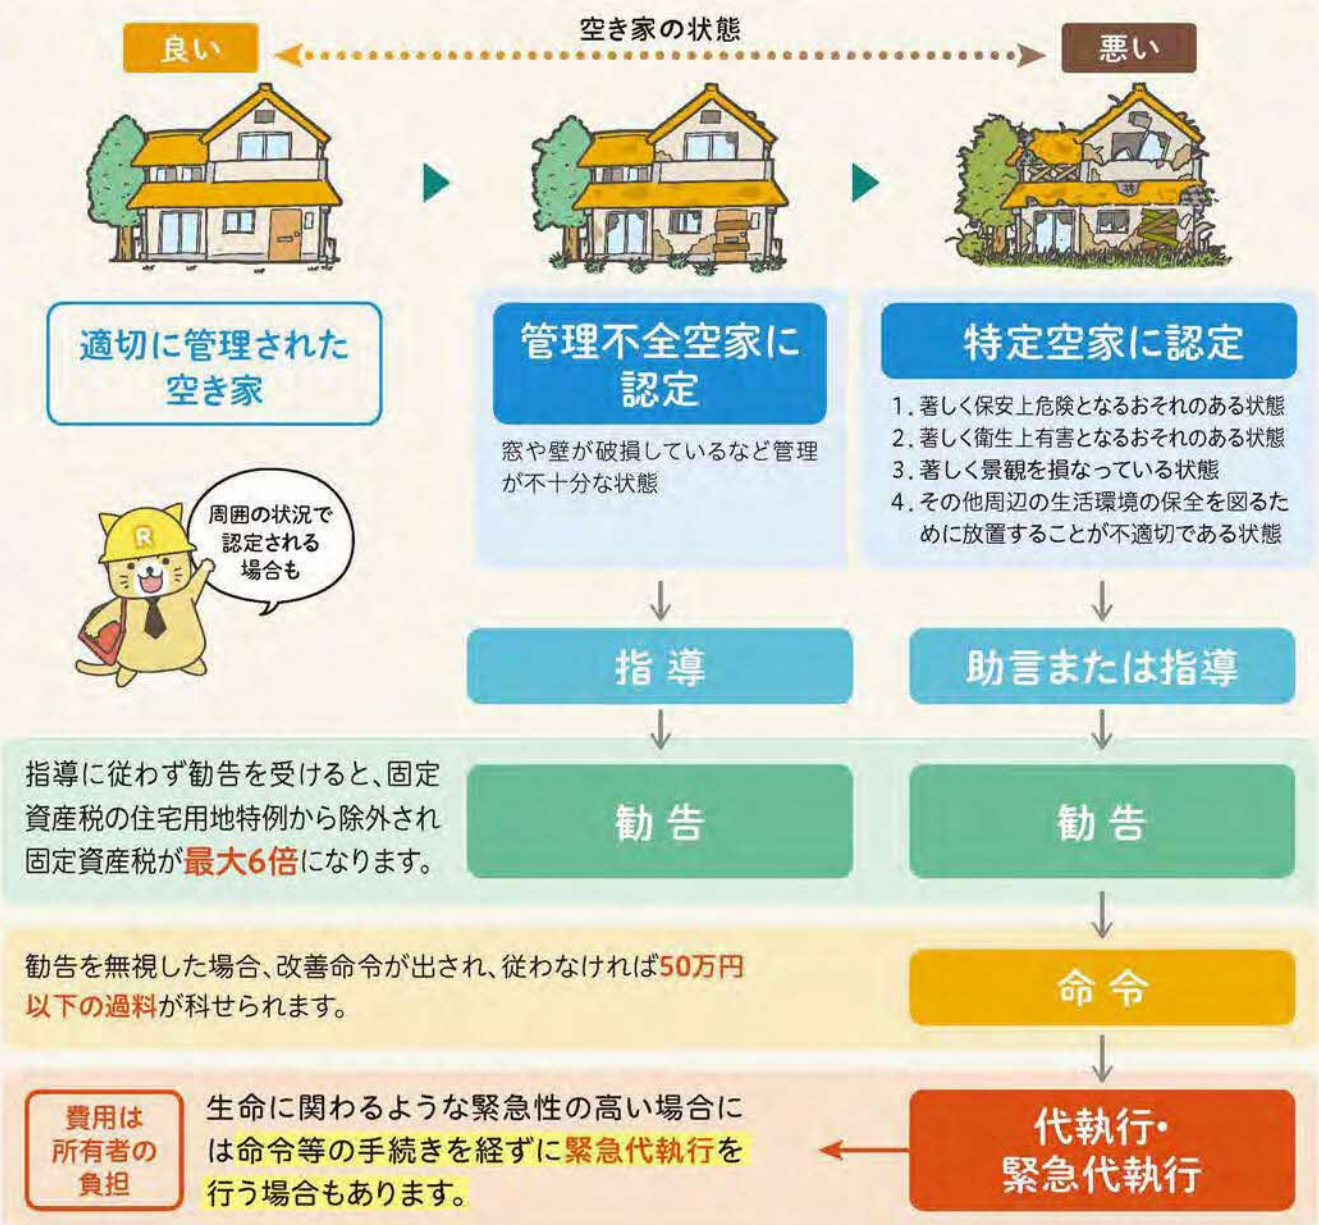 空き家の状態
良い
悪い
適切に管理された
空き家
管理不全空家に
認定
窓や壁が破損しているなど管理
が不十分な状態
特定空家に認定
1. 著しく保安上危険となるおそれのある状態
2. 著しく衛生上有害となるおそれのある状態
3. 著しく景観を損なっている状態
4. その他周辺の生活環境の保全を図るた
めに放置することが不適切である状態
R
周囲の状況で
認定される
場合も
指導
助言または指導
指導に従わず勧告を受けると、固定
資産税の住宅用地特例から除外され
固定資産税が最大6倍になります。
勧告
勧告
勧告を無視した場合、改善命令が出され、従わなければ50万円
以下の過料が科せられます。
命令
費用は
所有者の
負担
生命に関わるような緊急性の高い場合に
は命令等の手続きを経ずに緊急代執行を
行う場合もあります。
代執行・
緊急代執行